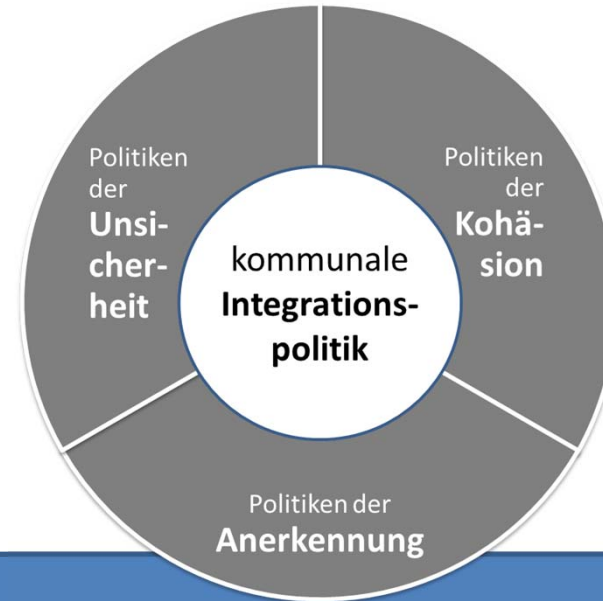 Politiken
der
Unsi-
cher-
heit
Politiken
der
Kohä-
sion
kommunale
Integrations-
politik
Politiken der
Anerkennung